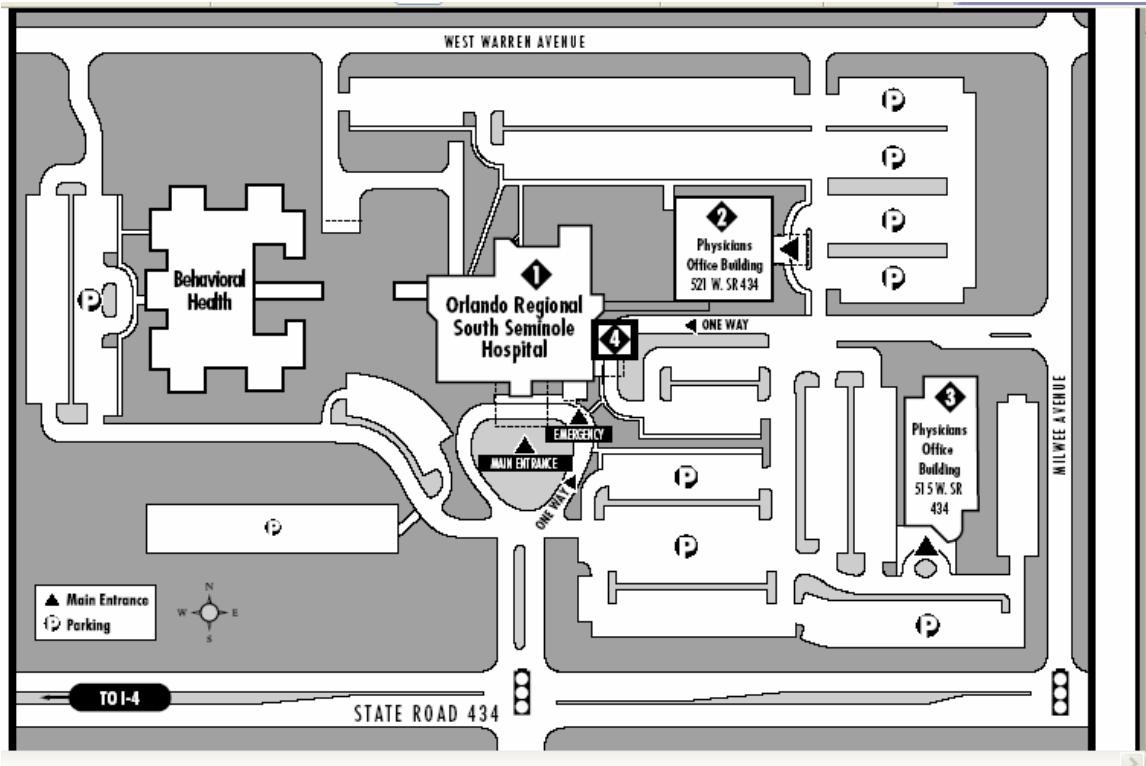 WEST WARREN AVENUE
P
P
P
P
2
Physicians
Office Building
521 W. SR 434
1
Orlando Regional
South Seminole
Hospital
Behavioral
Health
P
ONE WAY
4
3
Physicians
Office
Building
515 W. SR
434
MILWEE AVENUE
EMERGENCY
MAIN ENTRANCE
ONE WAY
P
P
P
P
Main Entrance
P Parking
N
W E
S
TO I-4
STATE ROAD 434